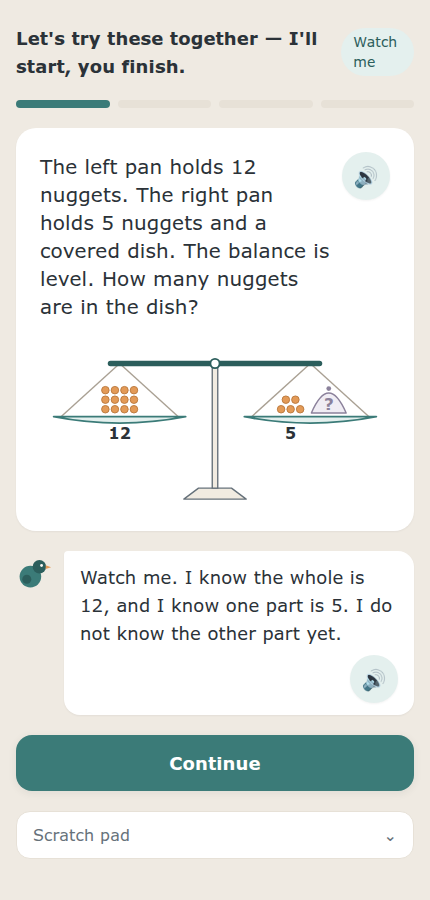 Let's try these together — I'll
start, you finish.
Watch
me
The left pan holds 12
nuggets. The right pan
holds 5 nuggets and a
covered dish. The balance is
level. How many nuggets
are in the dish?
?
12
5
Watch me. I know the whole is
12, and I know one part is 5. I do
not know the other part yet.
Continue
Scratch pad